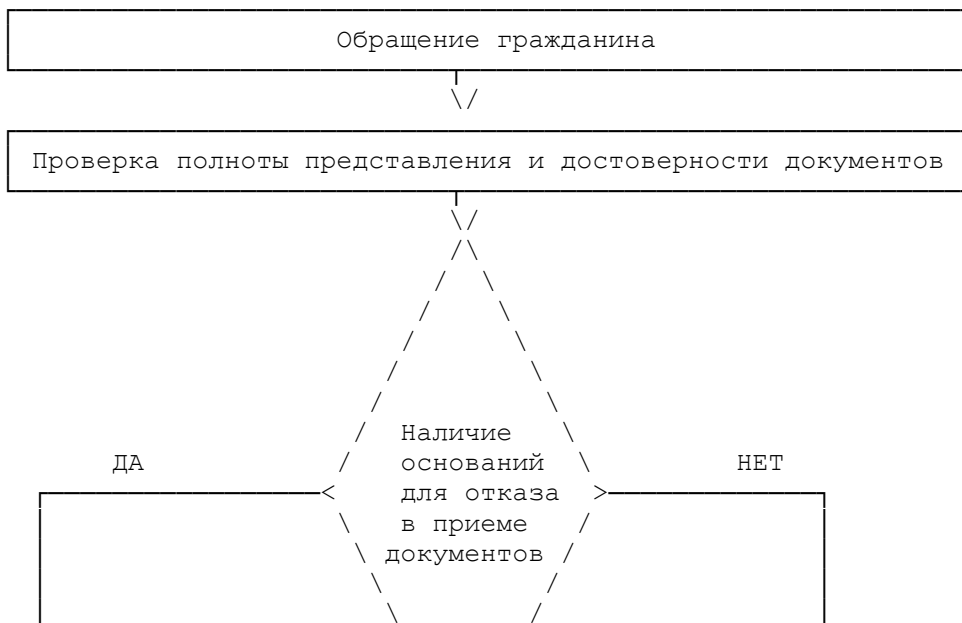 Обращение гражданина
Проверка полноты представления и достоверности документов
Наличие
ДА оснований НЕТ
для отказа
в приеме
документов